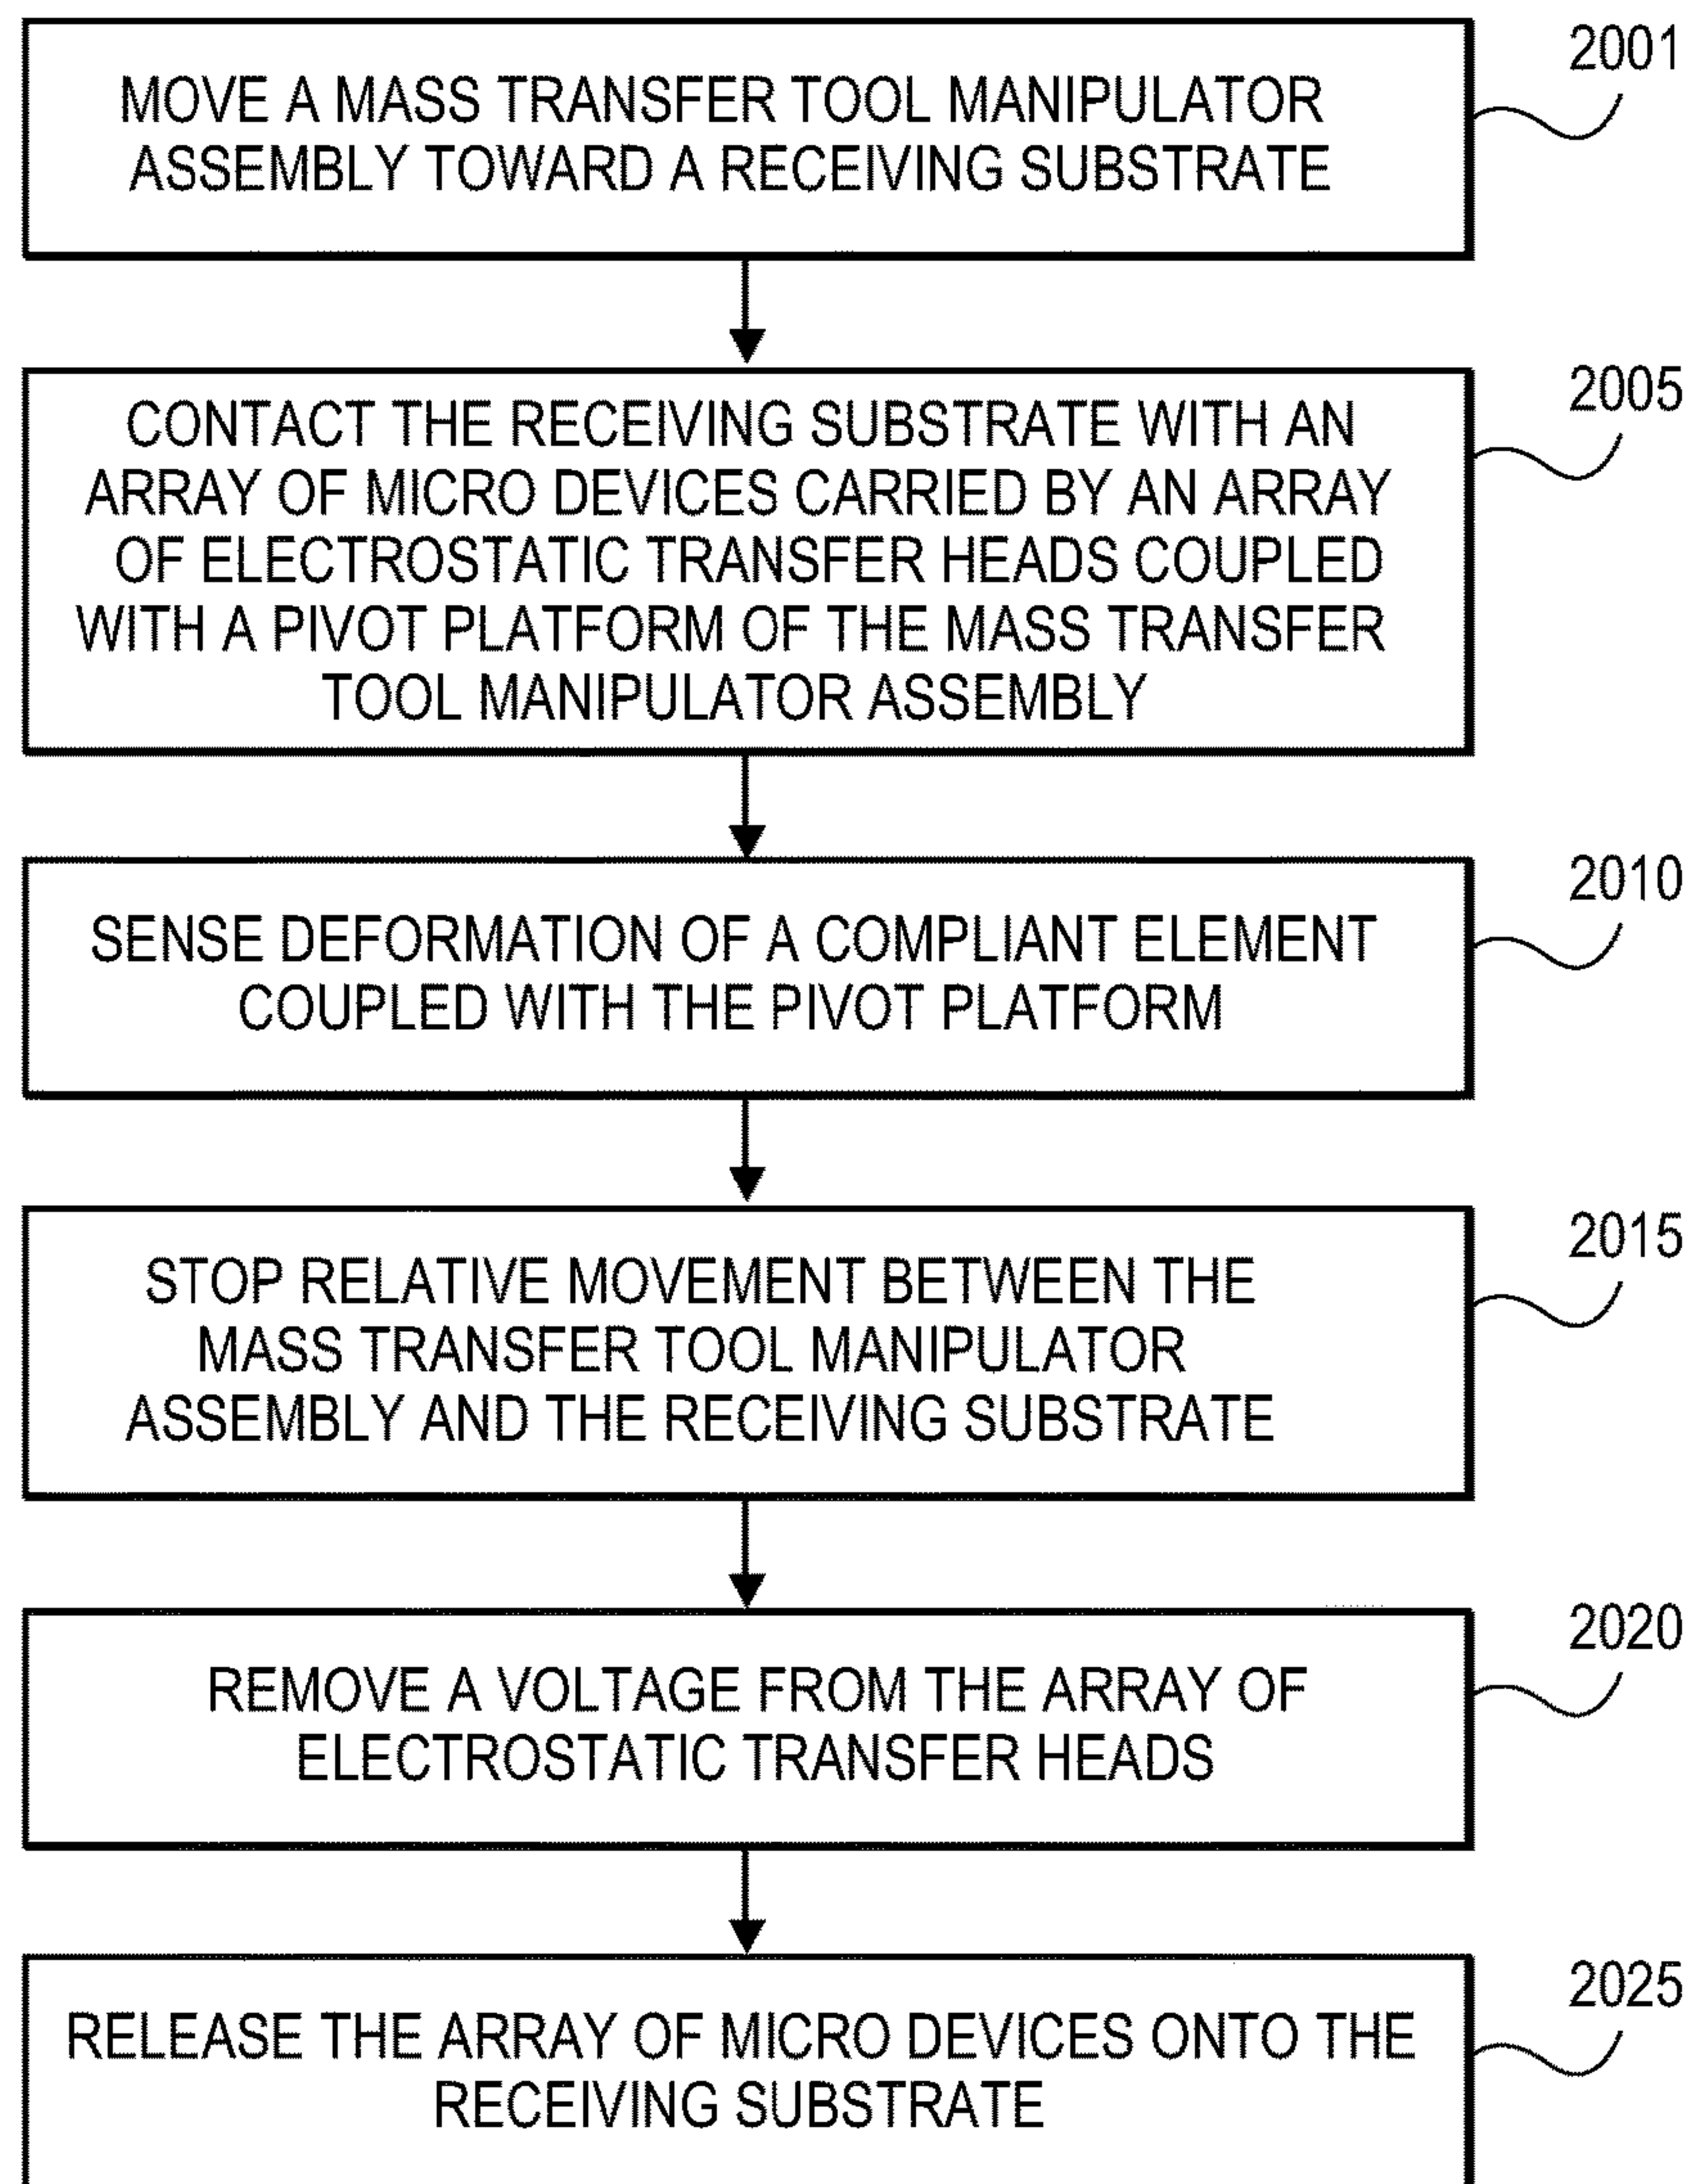 2001
MOVE A MASS TRANSFER TOOL MANIPULATOR
ASSEMBLY TOWARD A RECEIVING SUBSTRATE
2005
CONTACT THE RECEIVING SUBSTRATE WITH AN
ARRAY OF MICRO DEVICES CARRIED BY AN ARRAY
OF ELECTROSTATIC TRANSFER HEADS COUPLED
WITH A PIVOT PLATFORM OF THE MASS TRANSFER
TOOL MANIPULATOR ASSEMBLY
2010
SENSE DEFORMATION OF A COMPLIANT ELEMENT
COUPLED WITH THE PIVOT PLATFORM
2015
STOP RELATIVE MOVEMENT BETWEEN THE
MASS TRANSFER TOOL MANIPULATOR
ASSEMBLY AND THE RECEIVING SUBSTRATE
2020
REMOVE A VOLTAGE FROM THE ARRAY OF
ELECTROSTATIC TRANSFER HEADS
2025
RELEASE THE ARRAY OF MICRO DEVICES ONTO THE
RECEIVING SUBSTRATE